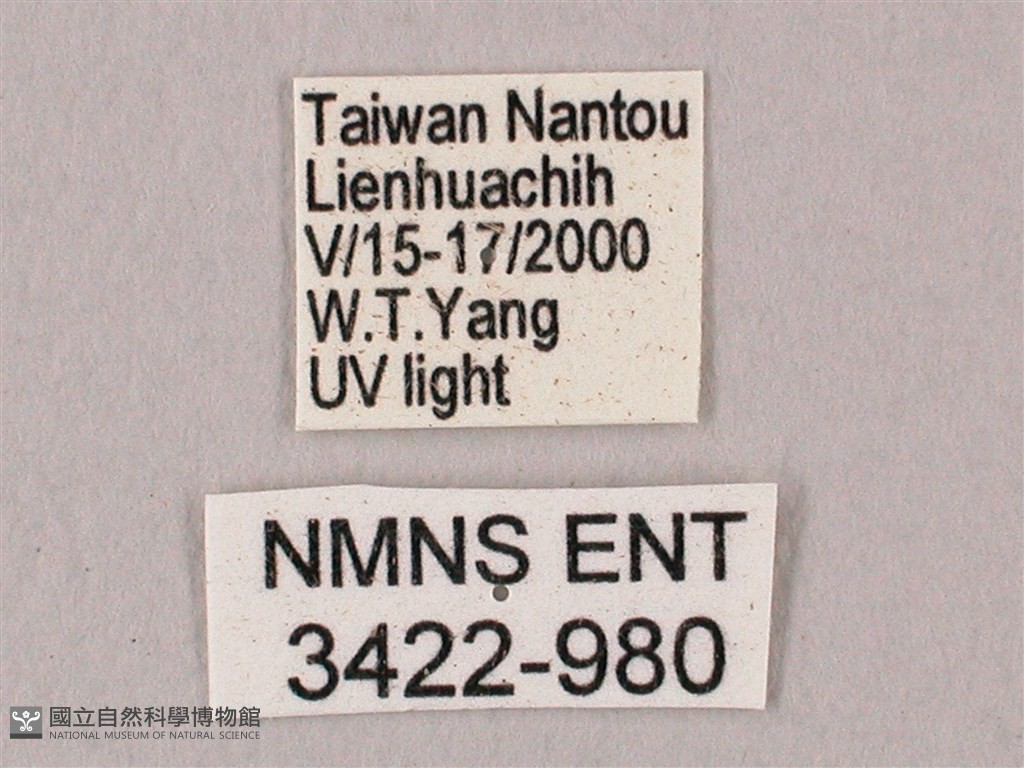 Taiwan Nantou
Lienhuachih
V/15-17/2000
W.T.Yang
UV light
NMNS ENT
3422-980
國立自然科學博物館
NATIONAL MUSEUM OF NATURAL SCIENCE